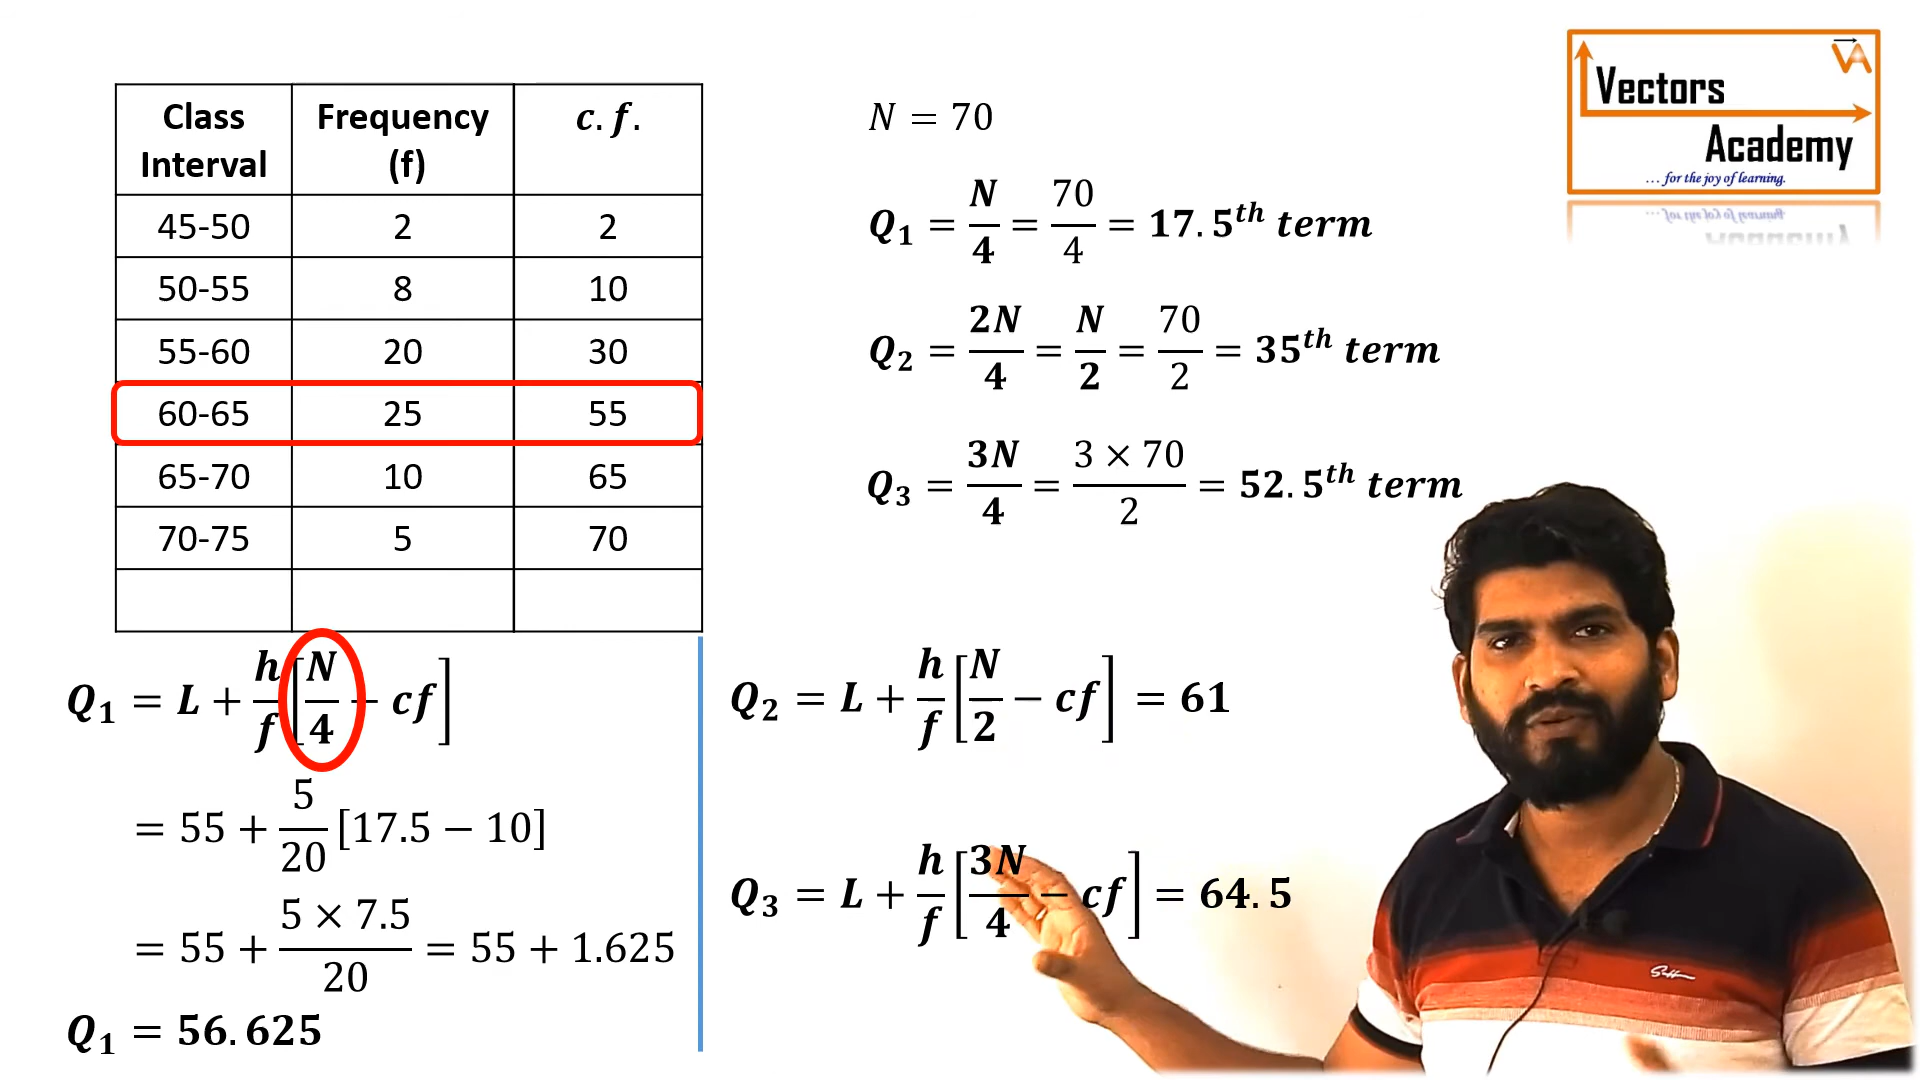 Class Interval | Frequency (f) | c.f.
45-50 | 2 | 2
50-55 | 8 | 10
55-60 | 20 | 30
60-65 | 25 | 55
65-70 | 10 | 65
70-75 | 5 | 70
Q₁ = L + h/f [N/4 − cf]
= 55 + 5/20 [17.5 − 10]
= 55 + (5 × 7.5)/20 = 55 + 1.625
Q₁ = 56.625
N = 70
Q₁ = N/4 = 70/4 = 17.5ᵗʰ term
Q₂ = 2N/4 = N/2 = 70/2 = 35ᵗʰ term
Q₃ = 3N/4 = (3 × 70)/2 = 52.5ᵗʰ term
Q₂ = L + h/f [N/2 − cf] = 61
Q₃ = L + h/f [3N/4 − cf] = 64.5
VA
Vectors
Academy
... for the joy of learning.